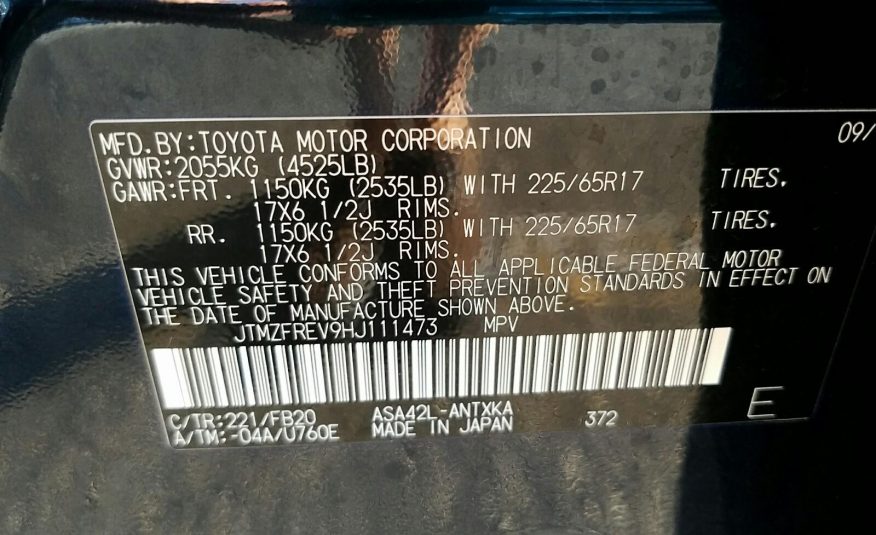 MFD.BY:TOYOTA MOTOR CORPORATION 09/
GVWR:2055KG (4525LB)
GAWR:FRT. 1150KG (2535LB) WITH 225/65R17 TIRES.
17X6 1/2J RIMS.
RR. 1150KG (2535LB) WITH 225/65R17 TIRES.
17X6 1/2J RIMS.
THIS VEHICLE CONFORMS TO ALL APPLICABLE FEDERAL MOTOR
VEHICLE SAFETY AND THEFT PREVENTION STANDARDS IN EFFECT ON
THE DATE OF MANUFACTURE SHOWN ABOVE.
JTMZFREV9HJ111473 MPV
C/TR:221/FB20 ASA42L-ANTXKA 372 E
A/TM:-04A/U760E MADE IN JAPAN